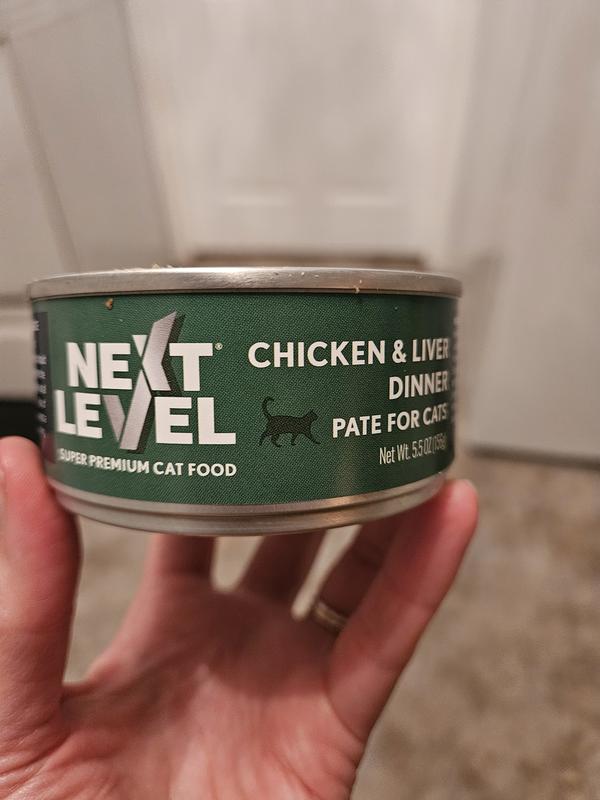 NEXT®
LEVEL
SUPER PREMIUM CAT FOOD
CHICKEN & LIVER
DINNER
PATE FOR CATS
Net Wt. 5.5 OZ (156g)